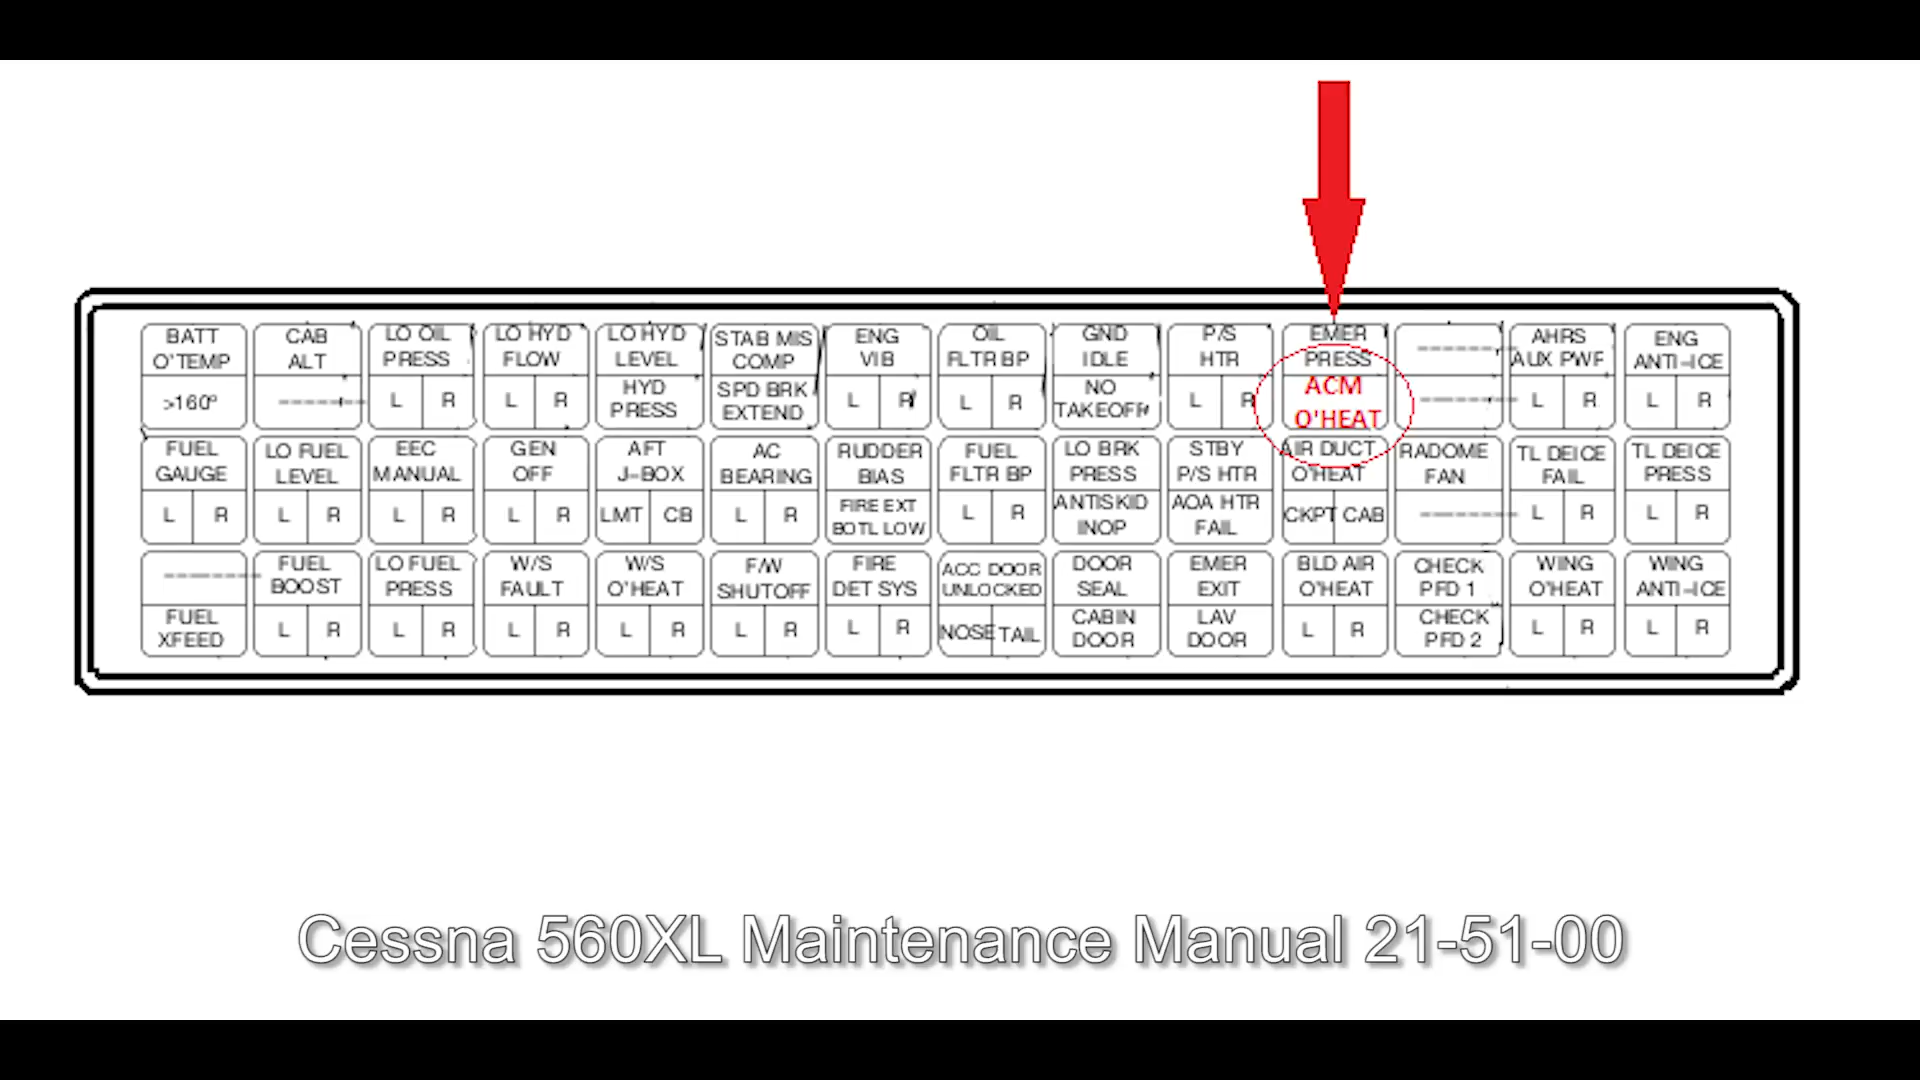 BATT
O'TEMP
>160°
CAB
ALT
LO OIL
PRESS
L R
LO HYD
FLOW
L R
LO HYD
LEVEL
HYD
PRESS
STAB MIS
COMP
SPD BRK
EXTEND
ENG
VIB
L R
OIL
FLTR BP
L R
GND
IDLE
NO
TAKEOFF
P/S
HTR
L R
EMER
PRESS
ACM
O'HEAT
AHRS
AUX PWR
L R
ENG
ANTI-ICE
L R
FUEL
GAUGE
L R
LO FUEL
LEVEL
L R
EEC
MANUAL
L R
GEN
OFF
L R
AFT
J-BOX
LMT CB
AC
BEARING
L R
RUDDER
BIAS
FIRE EXT
BOTL LOW
FUEL
FLTR BP
L R
LO BRK
PRESS
ANTISKID
INOP
STBY
P/S HTR
AOA HTR
FAIL
AIR DUCT
O'HEAT
CKPT CAB
RADOME
FAN
TL DEICE
FAIL
L R
TL DEICE
PRESS
L R
FUEL
XFEED
FUEL
BOOST
L R
LO FUEL
PRESS
L R
W/S
FAULT
L R
W/S
O'HEAT
L R
F/W
SHUTOFF
L R
FIRE
DET SYS
L R
ACC DOOR
UNLOCKED
NOSE TAIL
DOOR
SEAL
CABIN
DOOR
EMER
EXIT
LAV
DOOR
BLD AIR
O'HEAT
L R
CHECK
PFD 1
CHECK
PFD 2
WING
O'HEAT
L R
WING
ANTI-ICE
L R
Cessna 560XL Maintenance Manual 21-51-00